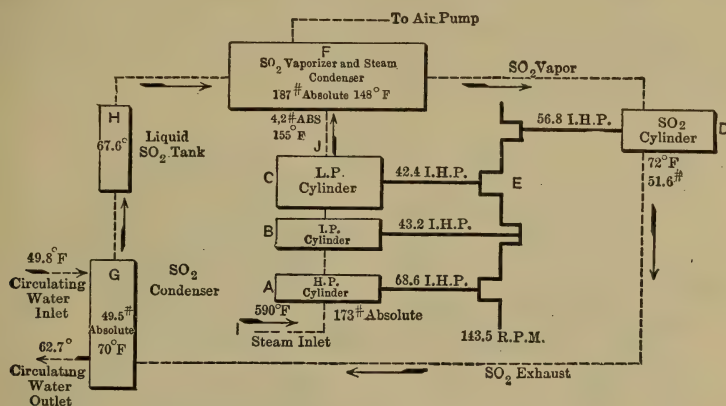 To Air Pump
F
SO2 Vaporizer and Steam
Condenser
187# Absolute 148°F
SO2 Vapor
H
67.6°
Liquid
SO2 Tank
4,2# ABS
155°F
J
56.8 I.H.P.
SO2
Cylinder
D
72°F
51.6#
C
L.P.
Cylinder
42.4 I.H.P.
E
B
I.P.
Cylinder
43.2 I.H.P.
A
H.P.
Cylinder
68.6 I.H.P.
49.8°F
Circulating
Water
Inlet
G
SO2
Condenser
49.5#
Absolute
70°F
590°F
173# Absolute
I
Steam Inlet
143.5 R.P.M.
62.7°
Circulating
Water
Outlet
SO2 Exhaust